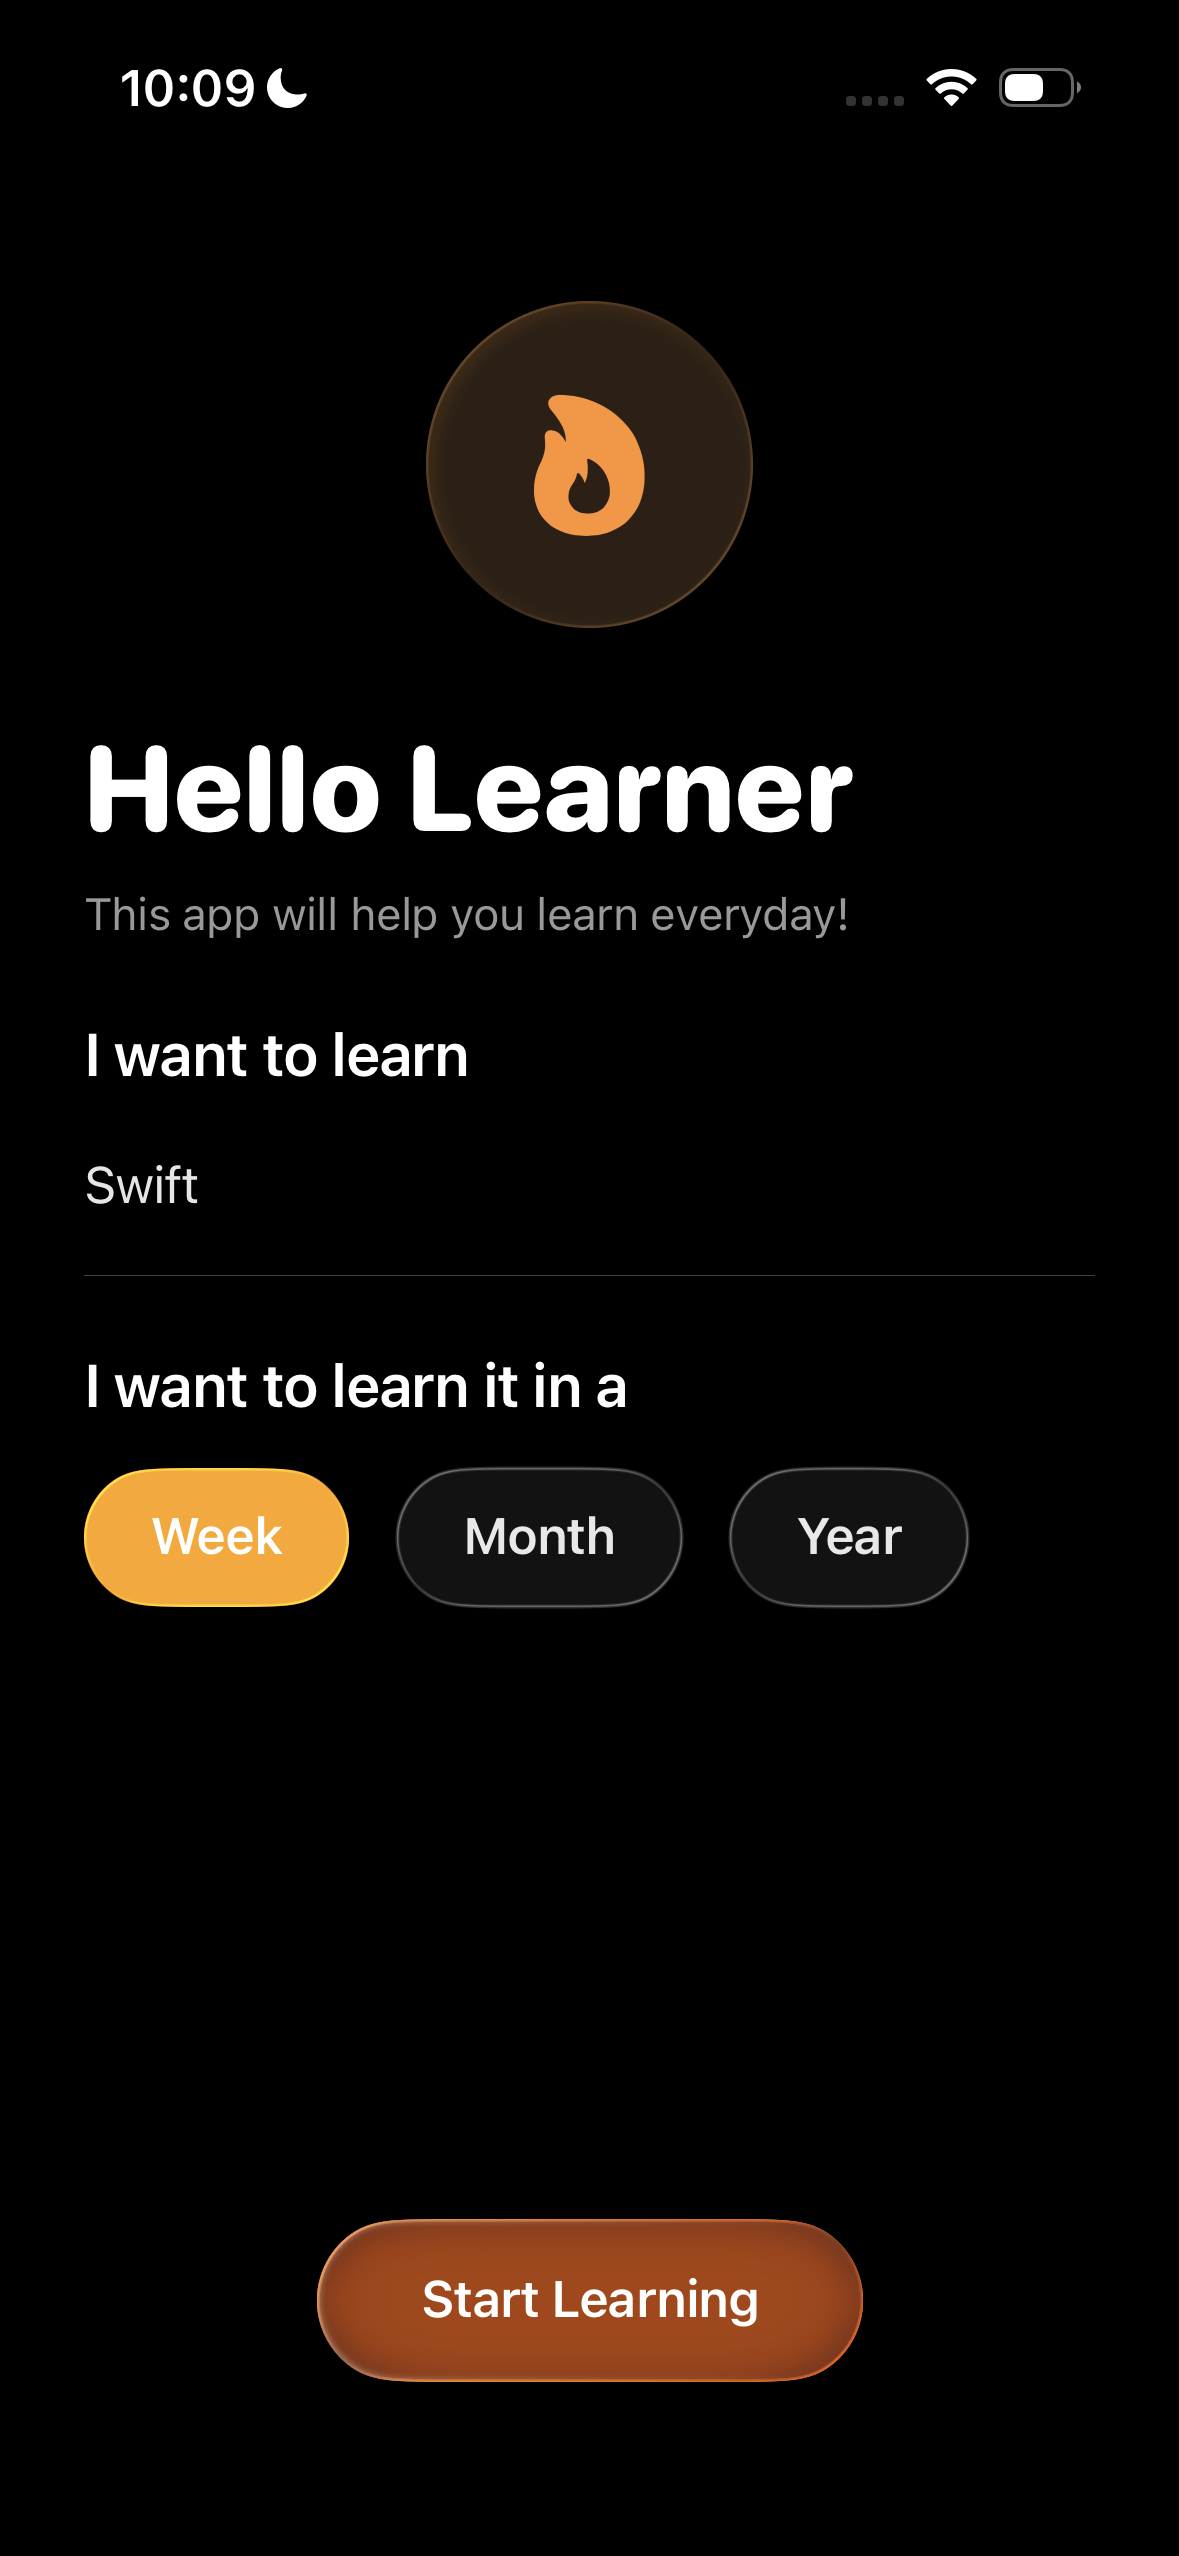 10:09
Hello Learner
This app will help you learn everyday!
I want to learn
Swift
I want to learn it in a
Week Month Year
Start Learning